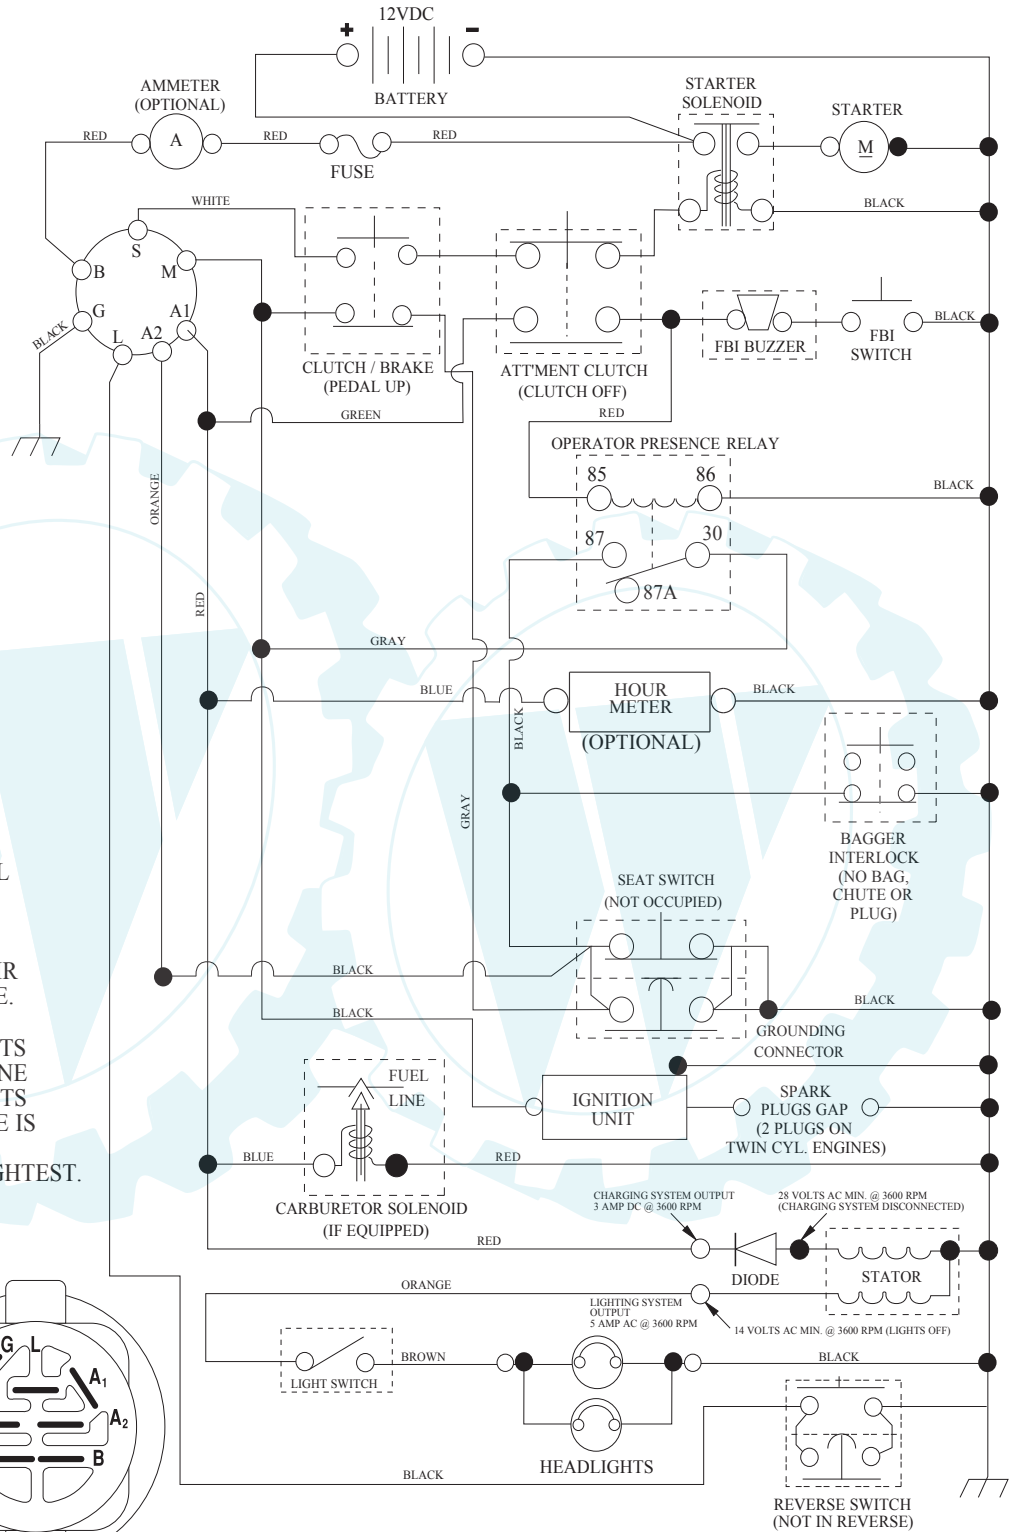 12VDC
+
-
BATTERY
AMMETER
(OPTIONAL)
STARTER
SOLENOID
STARTER
RED
A
RED
FUSE
RED
M
WHITE
BLACK
S
B
M
G
A1
L
A2
BLACK
CLUTCH / BRAKE
(PEDAL UP)
ATT'MENT CLUTCH
(CLUTCH OFF)
FBI BUZZER
FBI
SWITCH
BLACK
GREEN
RED
OPERATOR PRESENCE RELAY
85
86
BLACK
ORANGE
87
30
87A
RED
GRAY
BLUE
HOUR
METER
(OPTIONAL)
BLACK
BLACK
GRAY
BAGGER
INTERLOCK
(NO BAG,
CHUTE OR
PLUG)
L
SEAT SWITCH
(NOT OCCUPIED)
IR
E.
BLACK
BLACK
BLACK
GROUNDING
CONNECTOR
TS
NE
TS
E IS
GHTEST.
FUEL
LINE
IGNITION
UNIT
SPARK
PLUGS GAP
(2 PLUGS ON
TWIN CYL. ENGINES)
BLUE
RED
CARBURETOR SOLENOID
(IF EQUIPPED)
CHARGING SYSTEM OUTPUT
3 AMP DC @ 3600 RPM
28 VOLTS AC MIN. @ 3600 RPM
(CHARGING SYSTEM DISCONNECTED)
RED
DIODE
STATOR
ORANGE
LIGHTING SYSTEM
OUTPUT
5 AMP AC @ 3600 RPM
14 VOLTS AC MIN. @ 3600 RPM (LIGHTS OFF)
LIGHT SWITCH
BROWN
BLACK
HEADLIGHTS
G L
A1
A2
B
BLACK
REVERSE SWITCH
(NOT IN REVERSE)